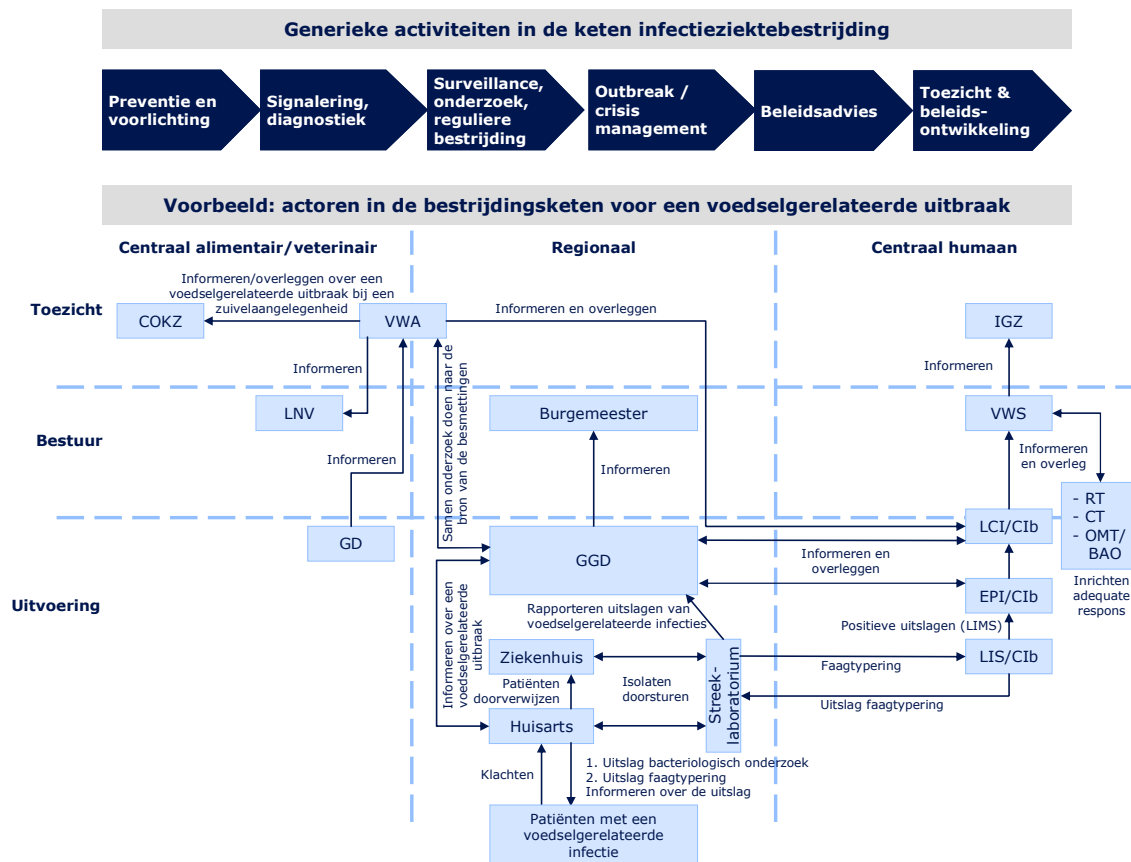 Generieke activiteiten in de keten infectieziektebestrijding
Preventie en
voorlichting
Signalering,
diagnostiek
Surveillance,
onderzoek,
reguliere
bestrijding
Outbreak /
crisis
management
Beleidsadvies
Toezicht &
beleids-
ontwikkeling
Voorbeeld: actoren in de bestrijdingsketen voor een voedselgerelateerde uitbraak
Centraal alimentair/veterinair
Regionaal
Centraal humaan
Toezicht
Informeren/overleggen over een
voedselgerelateerde uitbraak bij een
zuivelaangelegenheid
COKZ
VWA
Informeren en overleggen
IGZ
Informeren
Samen onderzoek doen naar de
bron van de besmettingen
Informeren
Bestuur
LNV
Burgemeester
VWS
Informeren
Informeren
Informeren
en overleg
- RT
- CT
- OMT/
BAO
Inrichten
adequate
respons
Uitvoering
GD
GGD
LCI/CIb
Informeren en
overleggen
EPI/CIb
Informeren over een
voedselgerelateerde
uitbraak
Rapporteren uitslagen van
voedselgerelateerde infecties
Positieve uitslagen (LIMS)
Ziekenhuis
Streek-
laboratorium
LIS/CIb
Faagtypering
Patiënten
doorverwijzen
Isolaten
doorsturen
Uitslag faagtypering
Huisarts
Klachten
1. Uitslag bacteriologisch onderzoek
2. Uitslag faagtypering
Informeren over de uitslag
Patiënten met een
voedselgerelateerde
infectie